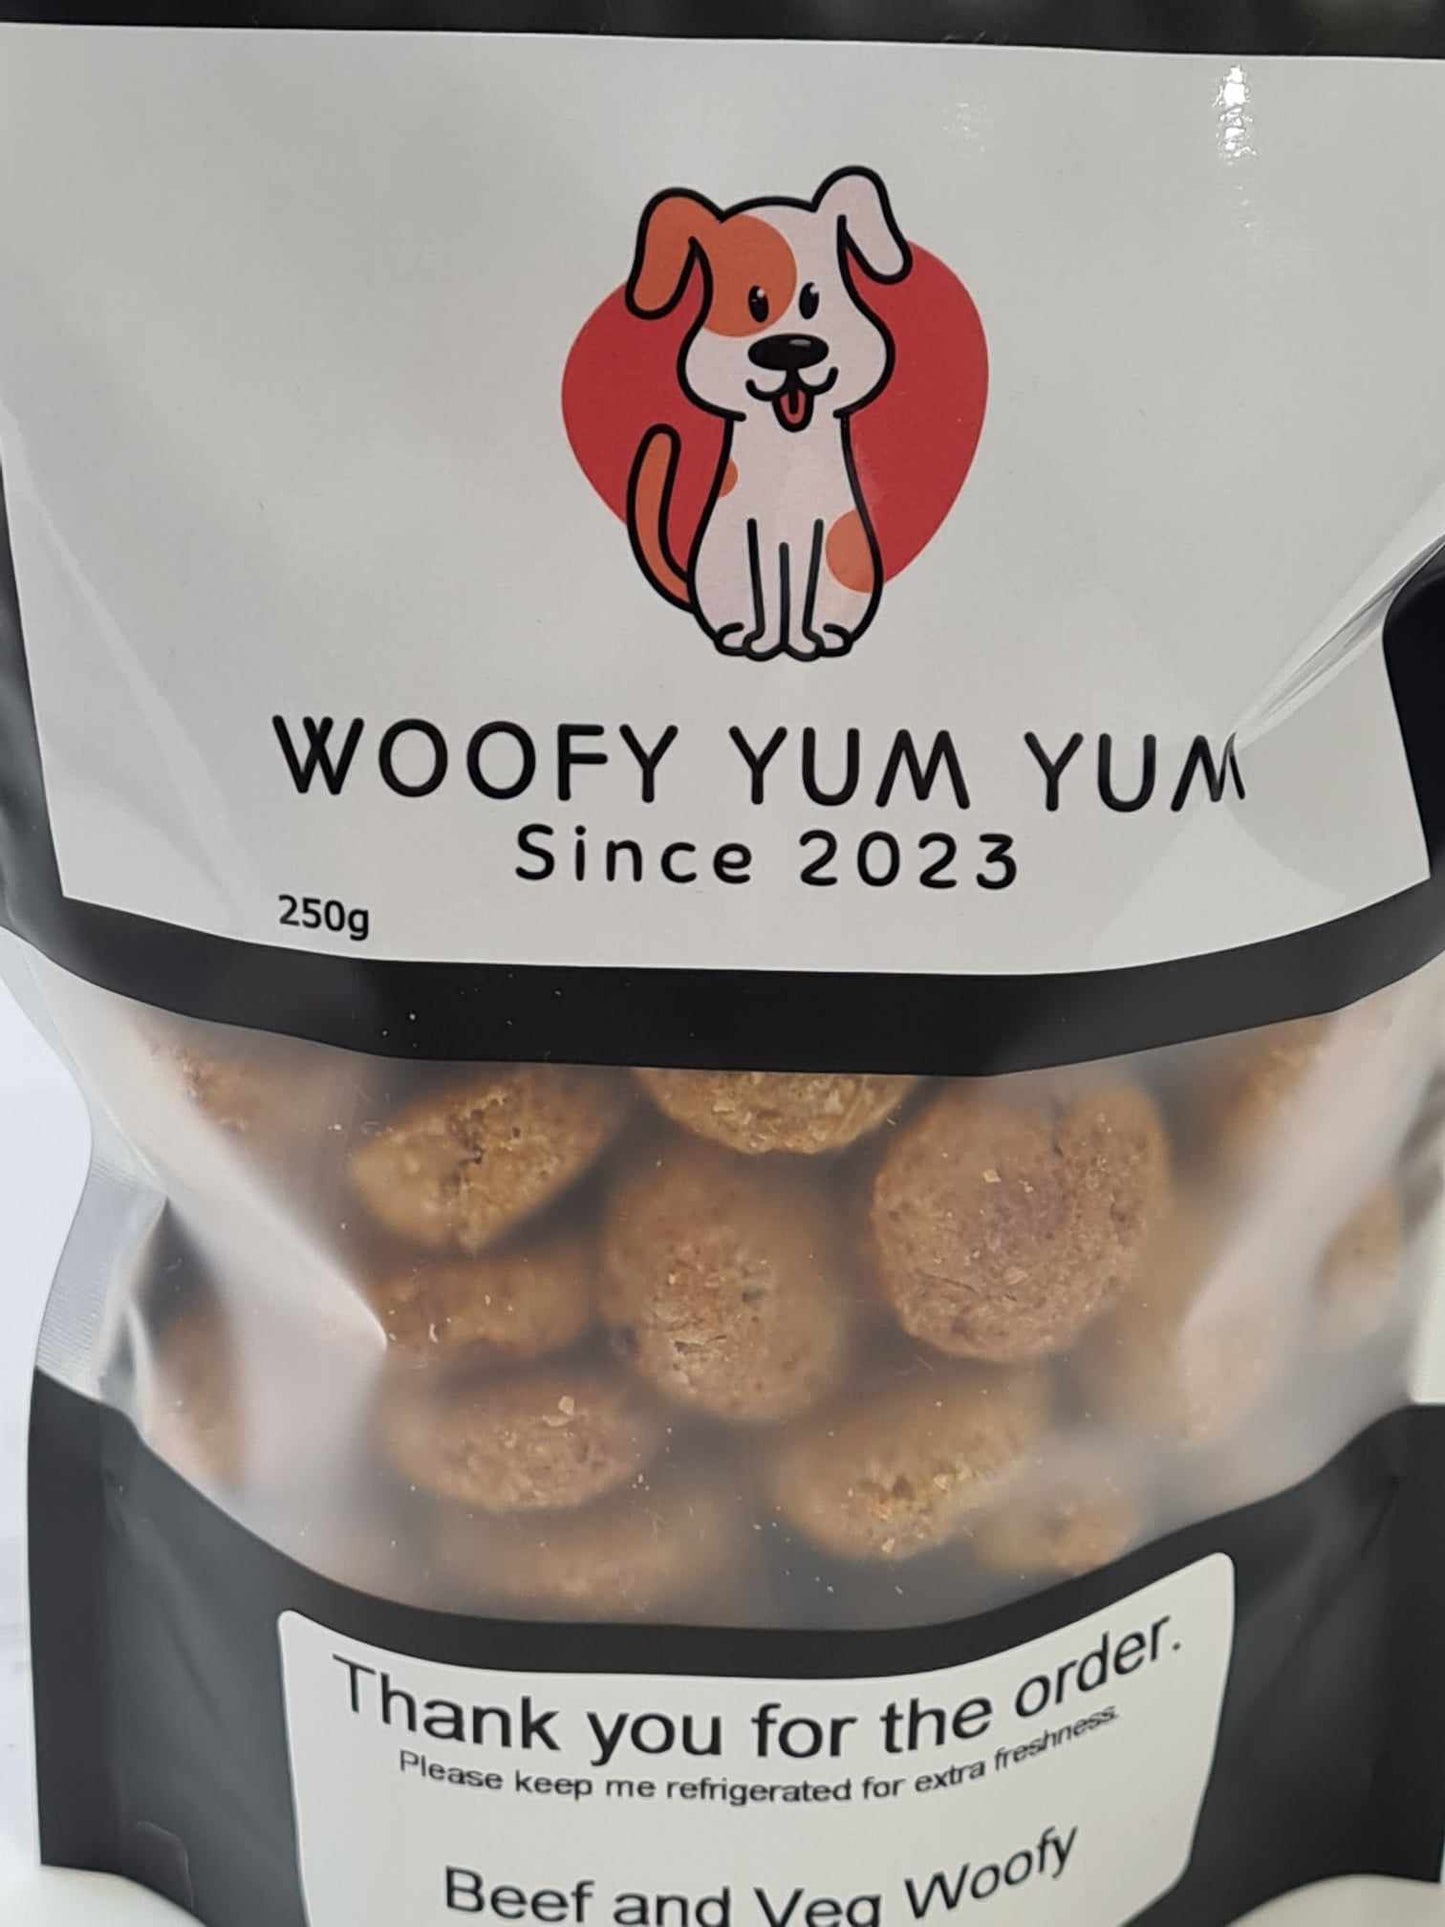 WOOFY YUM YUM
Since 2023
250g
Thank you for the order.
Please keep me refrigerated for extra freshness.
Beef and Veg Woofy